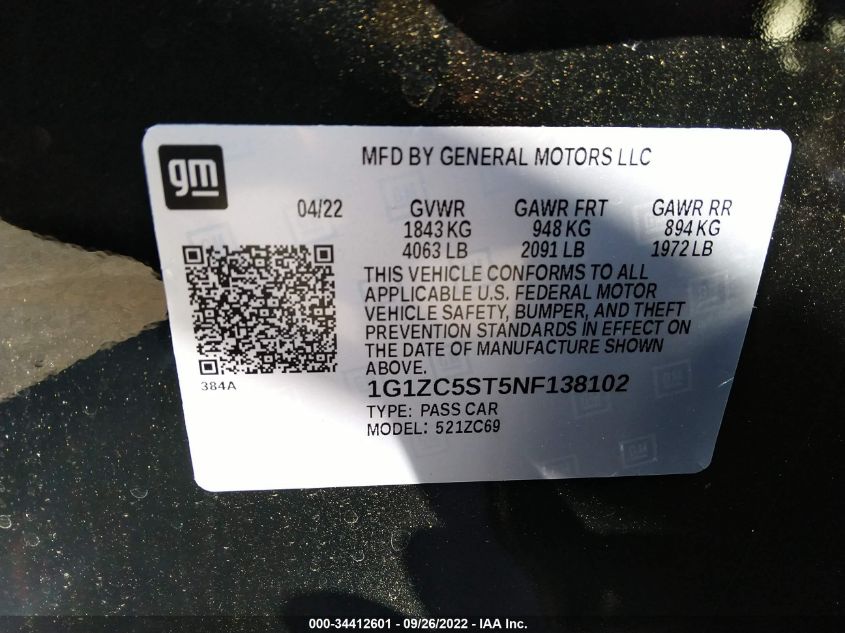 gm
MFD BY GENERAL MOTORS LLC
04/22 GVWR GAWR FRT GAWR RR
1843 KG 948 KG 894 KG
4063 LB 2091 LB 1972 LB
THIS VEHICLE CONFORMS TO ALL
APPLICABLE U.S. FEDERAL MOTOR
VEHICLE SAFETY, BUMPER, AND THEFT
PREVENTION STANDARDS IN EFFECT ON
THE DATE OF MANUFACTURE SHOWN
ABOVE.
384A
1G1ZC5ST5NF138102
TYPE: PASS CAR
MODEL: 521ZC69
000-34412601 - 09/26/2022 - IAA Inc.